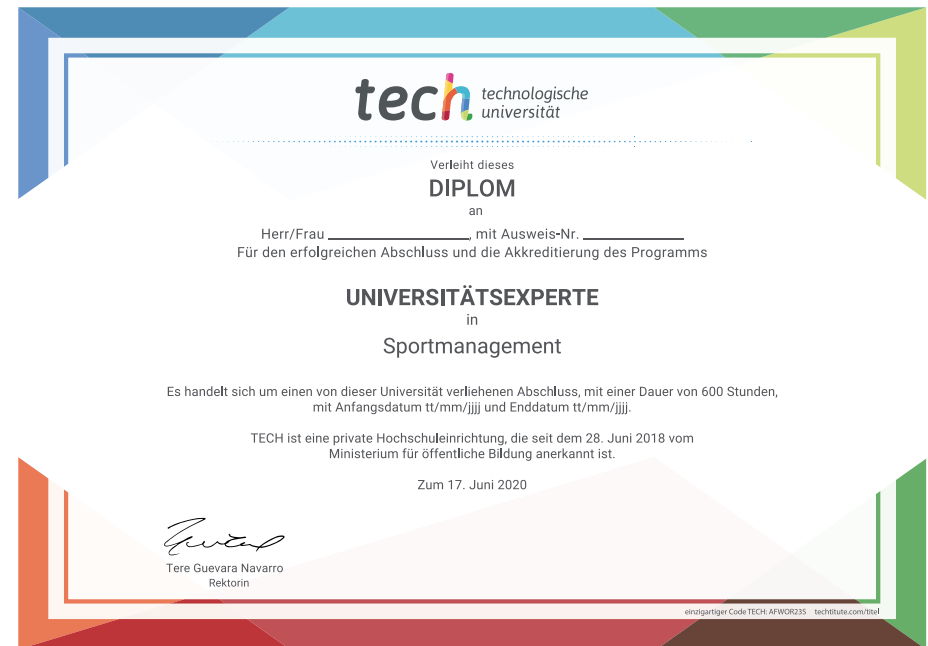 tech technologische
universität
Verleiht dieses
DIPLOM
an
Herr/Frau ____________, mit Ausweis-Nr. _________
Für den erfolgreichen Abschluss und die Akkreditierung des Programms
UNIVERSITÄTSEXPERTE
in
Sportmanagement
Es handelt sich um einen von dieser Universität verliehenen Abschluss, mit einer Dauer von 600 Stunden,
mit Anfangsdatum tt/mm/jjjj und Enddatum tt/mm/jjjj.
TECH ist eine private Hochschuleinrichtung, die seit dem 28. Juni 2018 vom
Ministerium für öffentliche Bildung anerkannt ist.
Zum 17. Juni 2020
Tere Guevara Navarro
Rektorin
einzigartiger Code TECH: AFWOR23S techtitute.com/titel